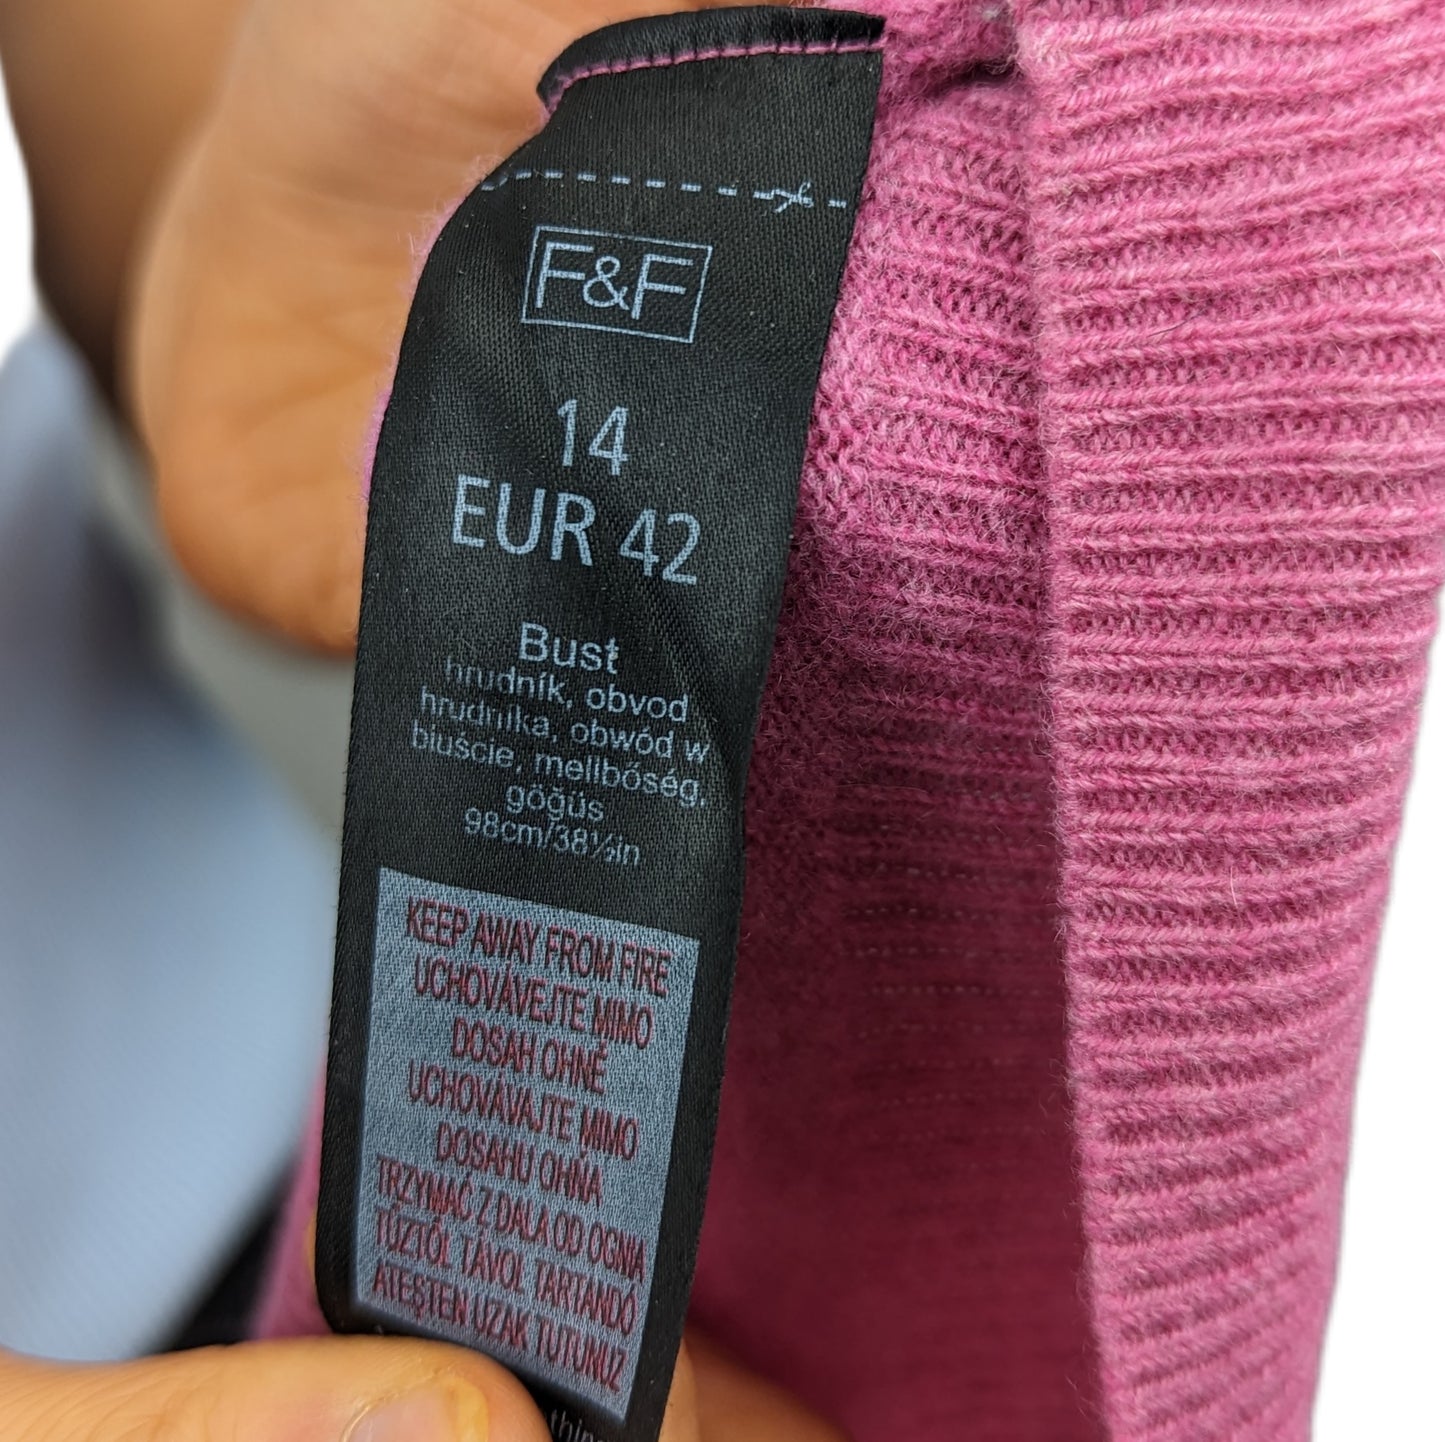 F&F
14
EUR 42
Bust
hrudník, obvod
hrudníka, obwód w
biuście, mellbőség,
göğüs
98cm/38½in
KEEP AWAY FROM FIRE
UCHOVÁVEJTE MIMO
DOSAH OHNĚ
UCHOVÁVAJTE MIMO
DOSAHU OHŇA
TRZYMAĆ Z DALA OD OGNIA
TŰZTŐL TÁVOL TARTANDÓ
ATEŞTEN UZAK TUTUNUZ